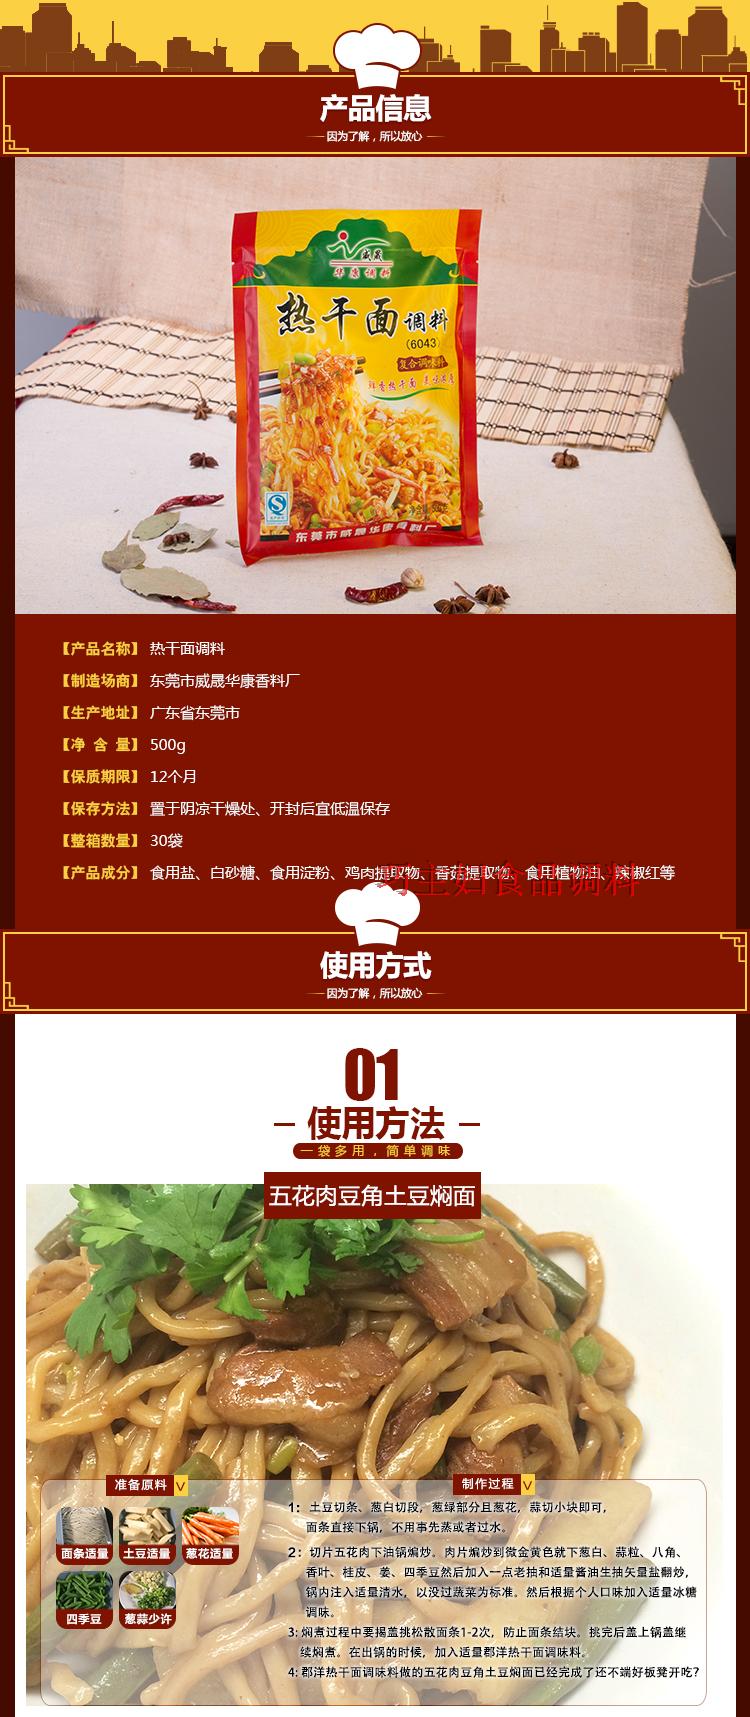 产品信息
因为了解，所以放心
威晟
华康调料
热干面调料
(6043)
复合调味料
鲜香热干面
东莞市威晟华康香料厂
【产品名称】 热干面调料
【制造场商】 东莞市威晟华康香料厂
【生产地址】 广东省东莞市
【净 含 量】 500g
【保质期限】 12个月
【保存方法】 置于阴凉干燥处、开封后宜低温保存
【整箱数量】 30袋
【产品成分】 食用盐、白砂糖、食用淀粉、鸡肉提取物、香菇提取物、食用植物油、辣椒红等
巧主妇食品调料
使用方式
因为了解，所以放心
01
使用方法
一袋多用，简单调味
五花肉豆角土豆焖面
准备原料
面条适量
土豆适量
葱花适量
四季豆
葱蒜少许
制作过程
1：土豆切条、葱白切段，葱绿部分且葱花，蒜切小块即可，
面条直接下锅，不用事先蒸或者过水。
2：切片五花肉下油锅煸炒。肉片煸炒到微金黄色就下葱白、蒜粒、八角、
香叶、桂皮、姜、四季豆然后加入一点老抽和适量酱油生抽矢量盐翻炒，
锅内注入适量清水，以没过蔬菜为标准。然后根据个人口味加入适量冰糖
调味。
3:焖煮过程中要揭盖挑松散面条1-2次，防止面条结块。挑完后盖上锅盖继
续焖煮。在出锅的时候，加入适量郡洋热干面调味料。
4:郡洋热干面调味料做的五花肉豆角土豆焖面已经完成了还不端好板凳开吃？